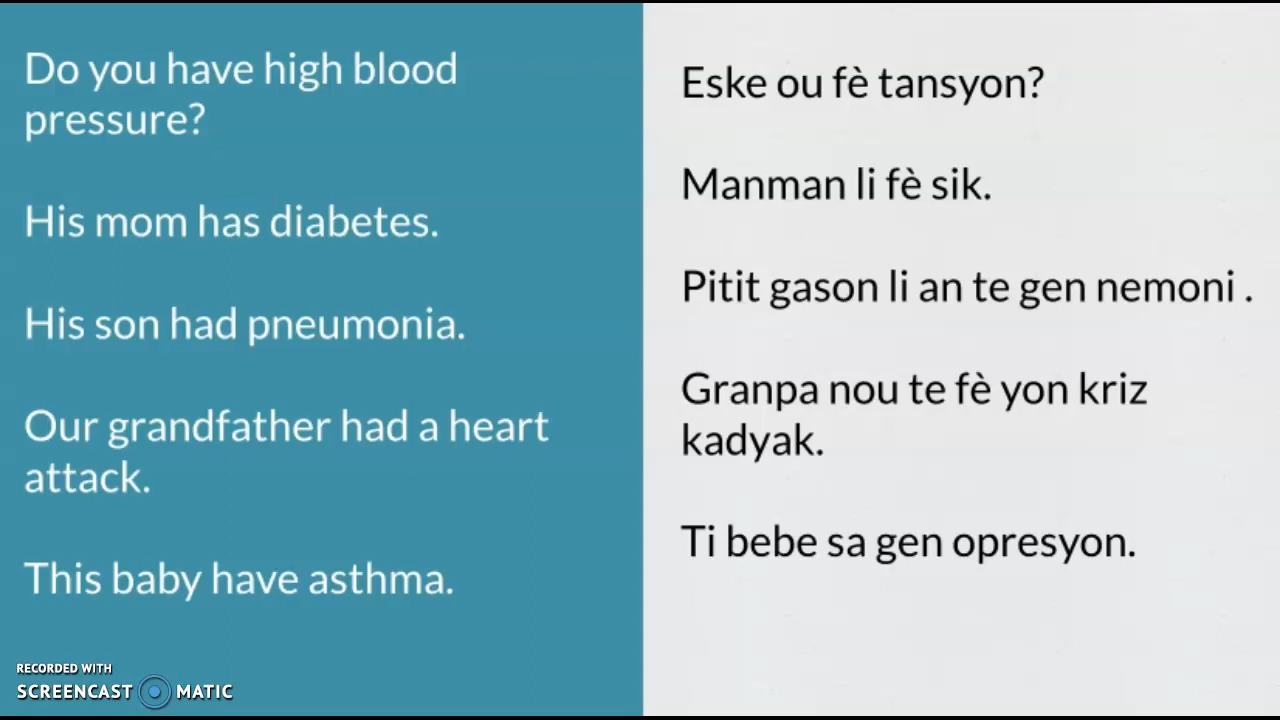 Do you have high blood
pressure?
His mom has diabetes.
His son had pneumonia.
Our grandfather had a heart
attack.
This baby have asthma.
Eske ou fè tansyon?
Manman li fè sik.
Pitit gason li an te gen nemoni .
Granpa nou te fè yon kriz
kadyak.
Ti bebe sa gen opresyon.
RECORDED WITH
SCREENCAST MATIC